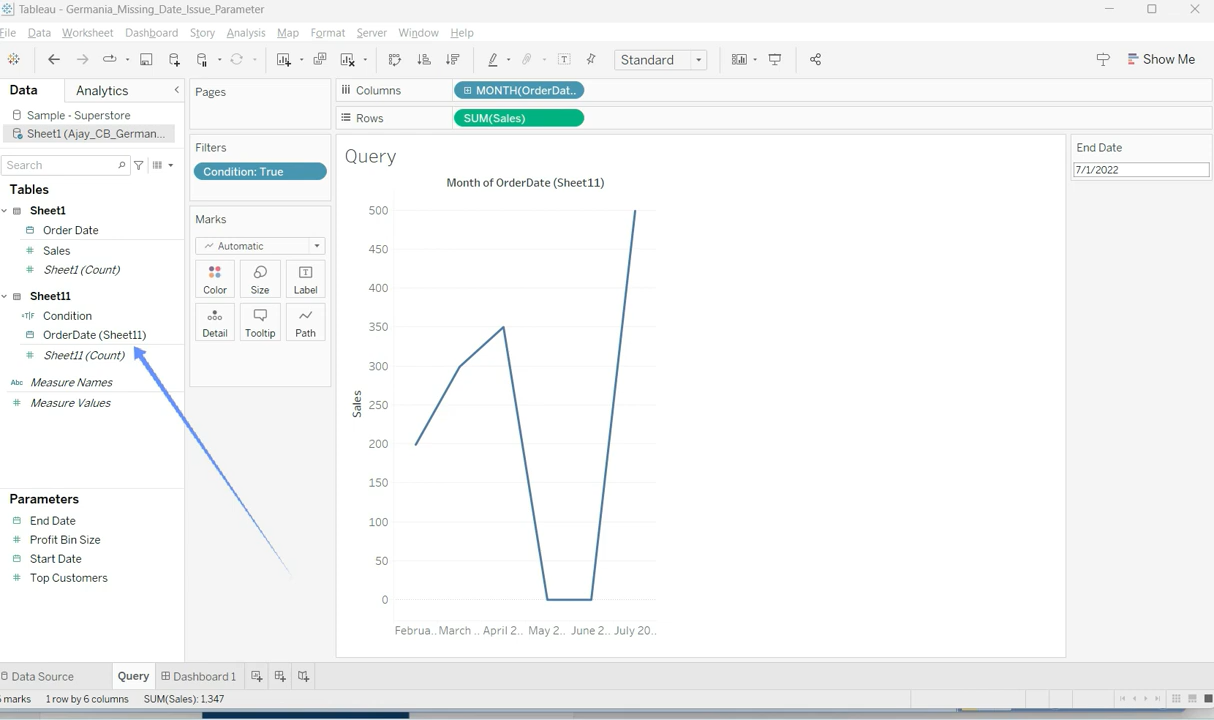 Tableau - Germania_Missing_Date_Issue_Parameter
File Data Worksheet Dashboard Story Analysis Map Format Server Window Help
Standard
Show Me
Data Analytics
Sample - Superstore
Sheet1 (Ajay_CB_German...
Search
Tables
Sheet1
Order Date
Sales
Sheet1 (Count)
Sheet11
Condition
OrderDate (Sheet11)
Sheet11 (Count)
Abc Measure Names
Measure Values
Parameters
End Date
Profit Bin Size
Start Date
Top Customers
Pages
Filters
Condition: True
Marks
Automatic
Color Size Label
Detail Tooltip Path
Columns MONTH(OrderDat..
Rows SUM(Sales)
Query
Month of OrderDate (Sheet11)
500
450
400
350
300
250
200
150
100
50
0
Sales
Februa.. March .. April 2.. May 2.. June 2.. July 20..
End Date
7/1/2022
Data Source Query Dashboard 1
marks 1 row by 6 columns SUM(Sales): 1,347